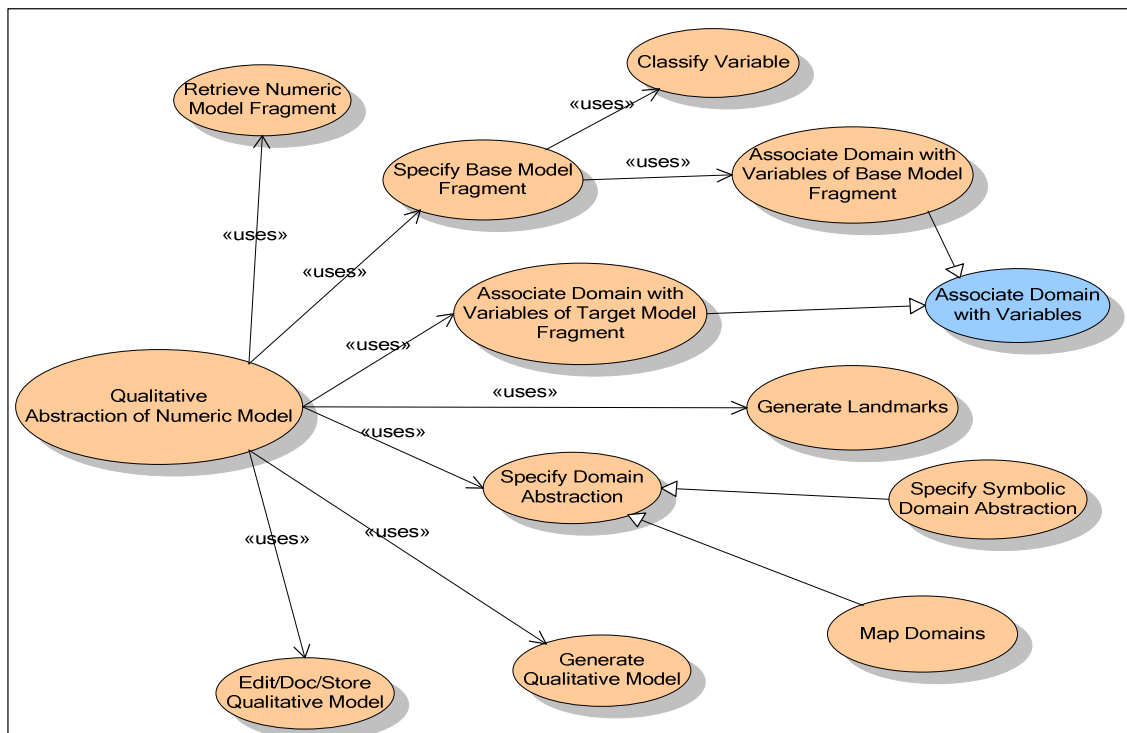 Classify Variable
Retrieve Numeric
Model Fragment
«uses»
Specify Base Model
Fragment
«uses»
Associate Domain with
Variables of Base Model
Fragment
«uses»
«uses»
Associate Domain with
Variables of Target Model
Fragment
Associate Domain
with Variables
«uses»
Qualitative
Abstraction of Numeric Model
«uses»
Generate Landmarks
«uses»
Specify Domain
Abstraction
Specify Symbolic
Domain Abstraction
«uses»
«uses»
Map Domains
Edit/Doc/Store
Qualitative Model
Generate
Qualitative Model